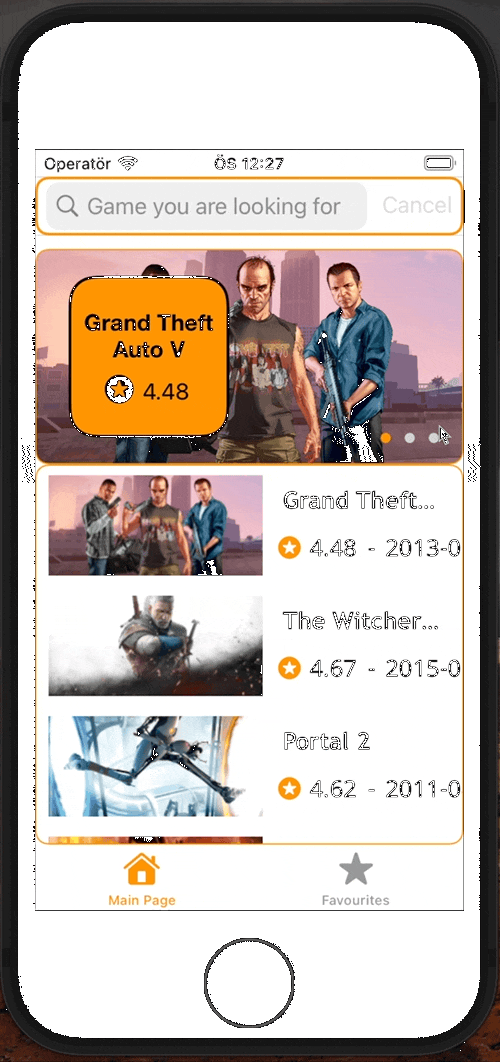 Operatör ÖS 12:27
Game you are looking for Cancel
Grand Theft
Auto V
4.48
Grand Theft...
4.48 - 2013-0
The Witcher...
4.67 - 2015-0
Portal 2
4.62 - 2011-0
Main Page Favourites